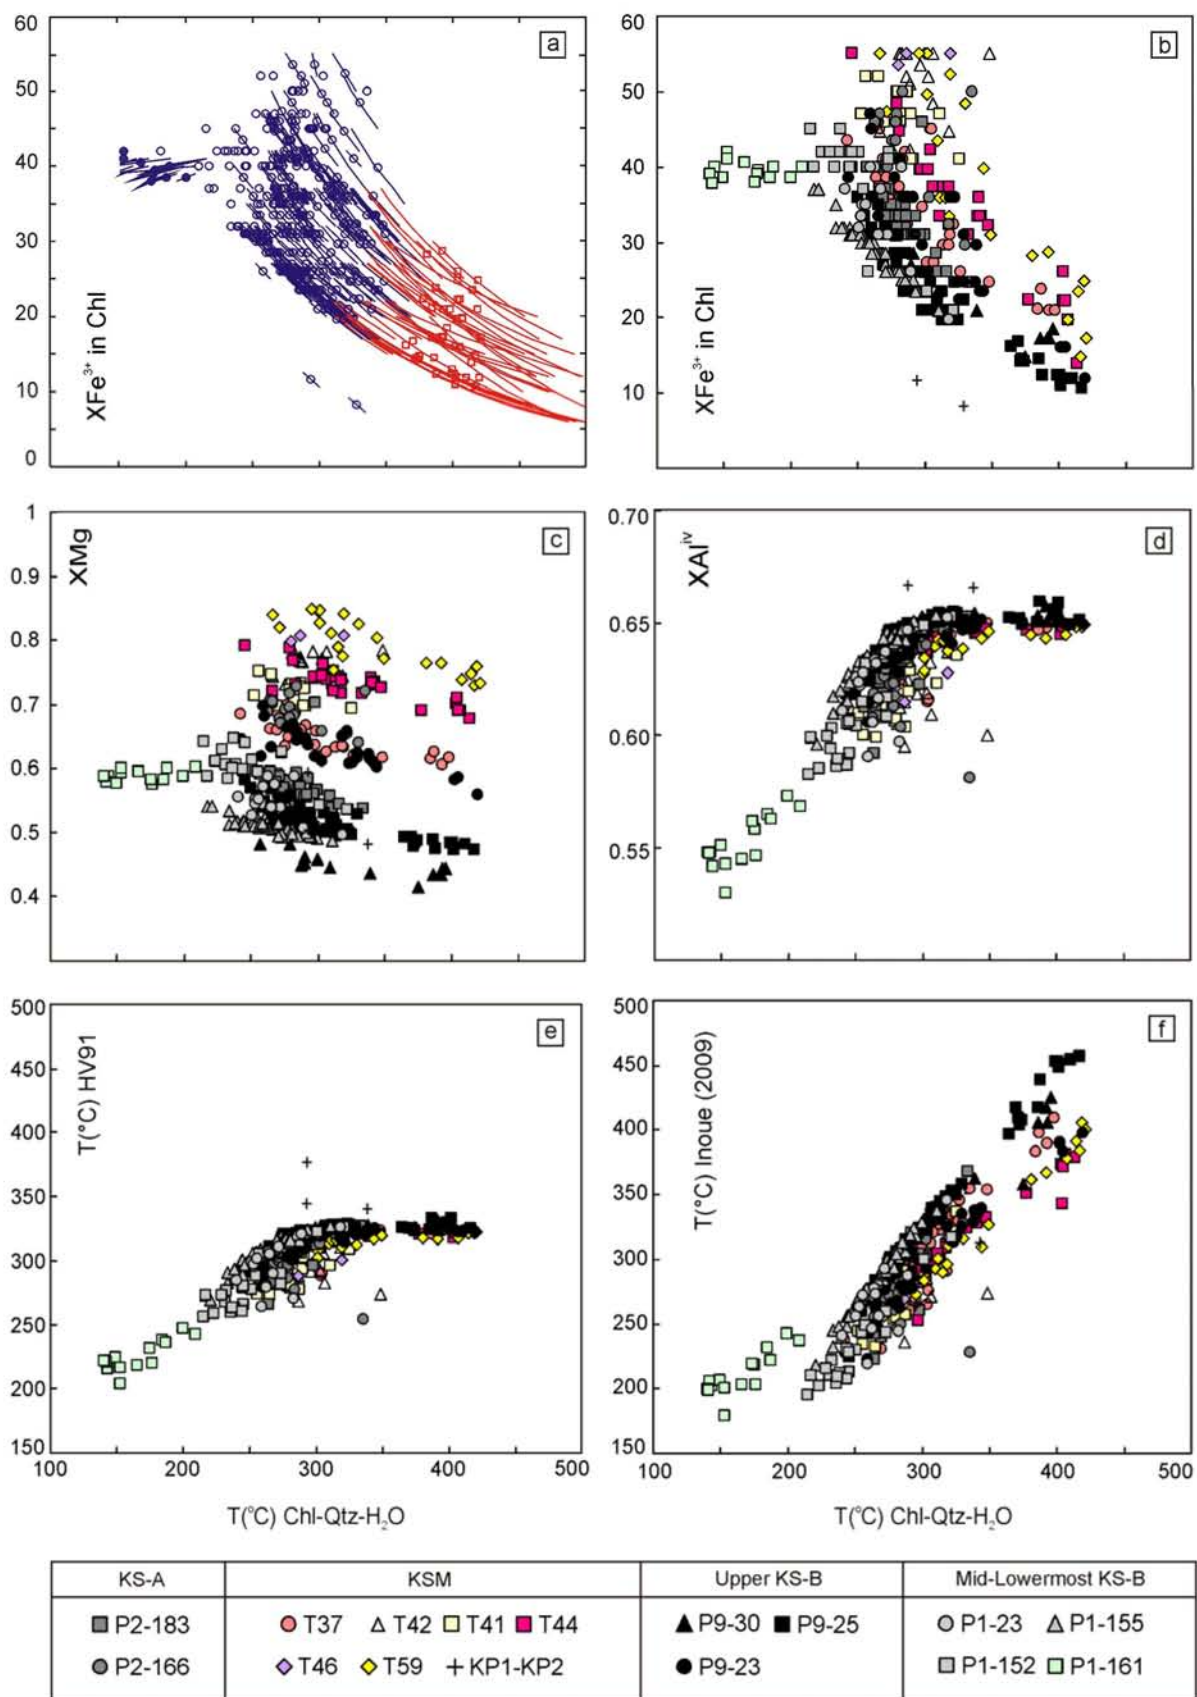 60
50
40
30
20
10
0
XFe3+ in Chl
a
60
50
40
30
20
10
XFe3+ in Chl
b
1
0.9
0.8
0.7
0.6
0.5
0.4
XMg
c
0.70
0.65
0.60
0.55
XAliv
d
500
450
400
350
300
250
200
150
T(°C) HV91
e
100 200 300 400 500
T(°C) Chl-Qtz-H2O
500
450
400
350
300
250
200
150
T(°C) Inoue (2009)
f
100 200 300 400 500
T(°C) Chl-Qtz-H2O
KS-A KSM Upper KS-B Mid-Lowermost KS-B
P2-183 T37 T42 T41 T44 P9-30 P9-25 P1-23 P1-155
P2-166 T46 T59 KP1-KP2 P9-23 P1-152 P1-161